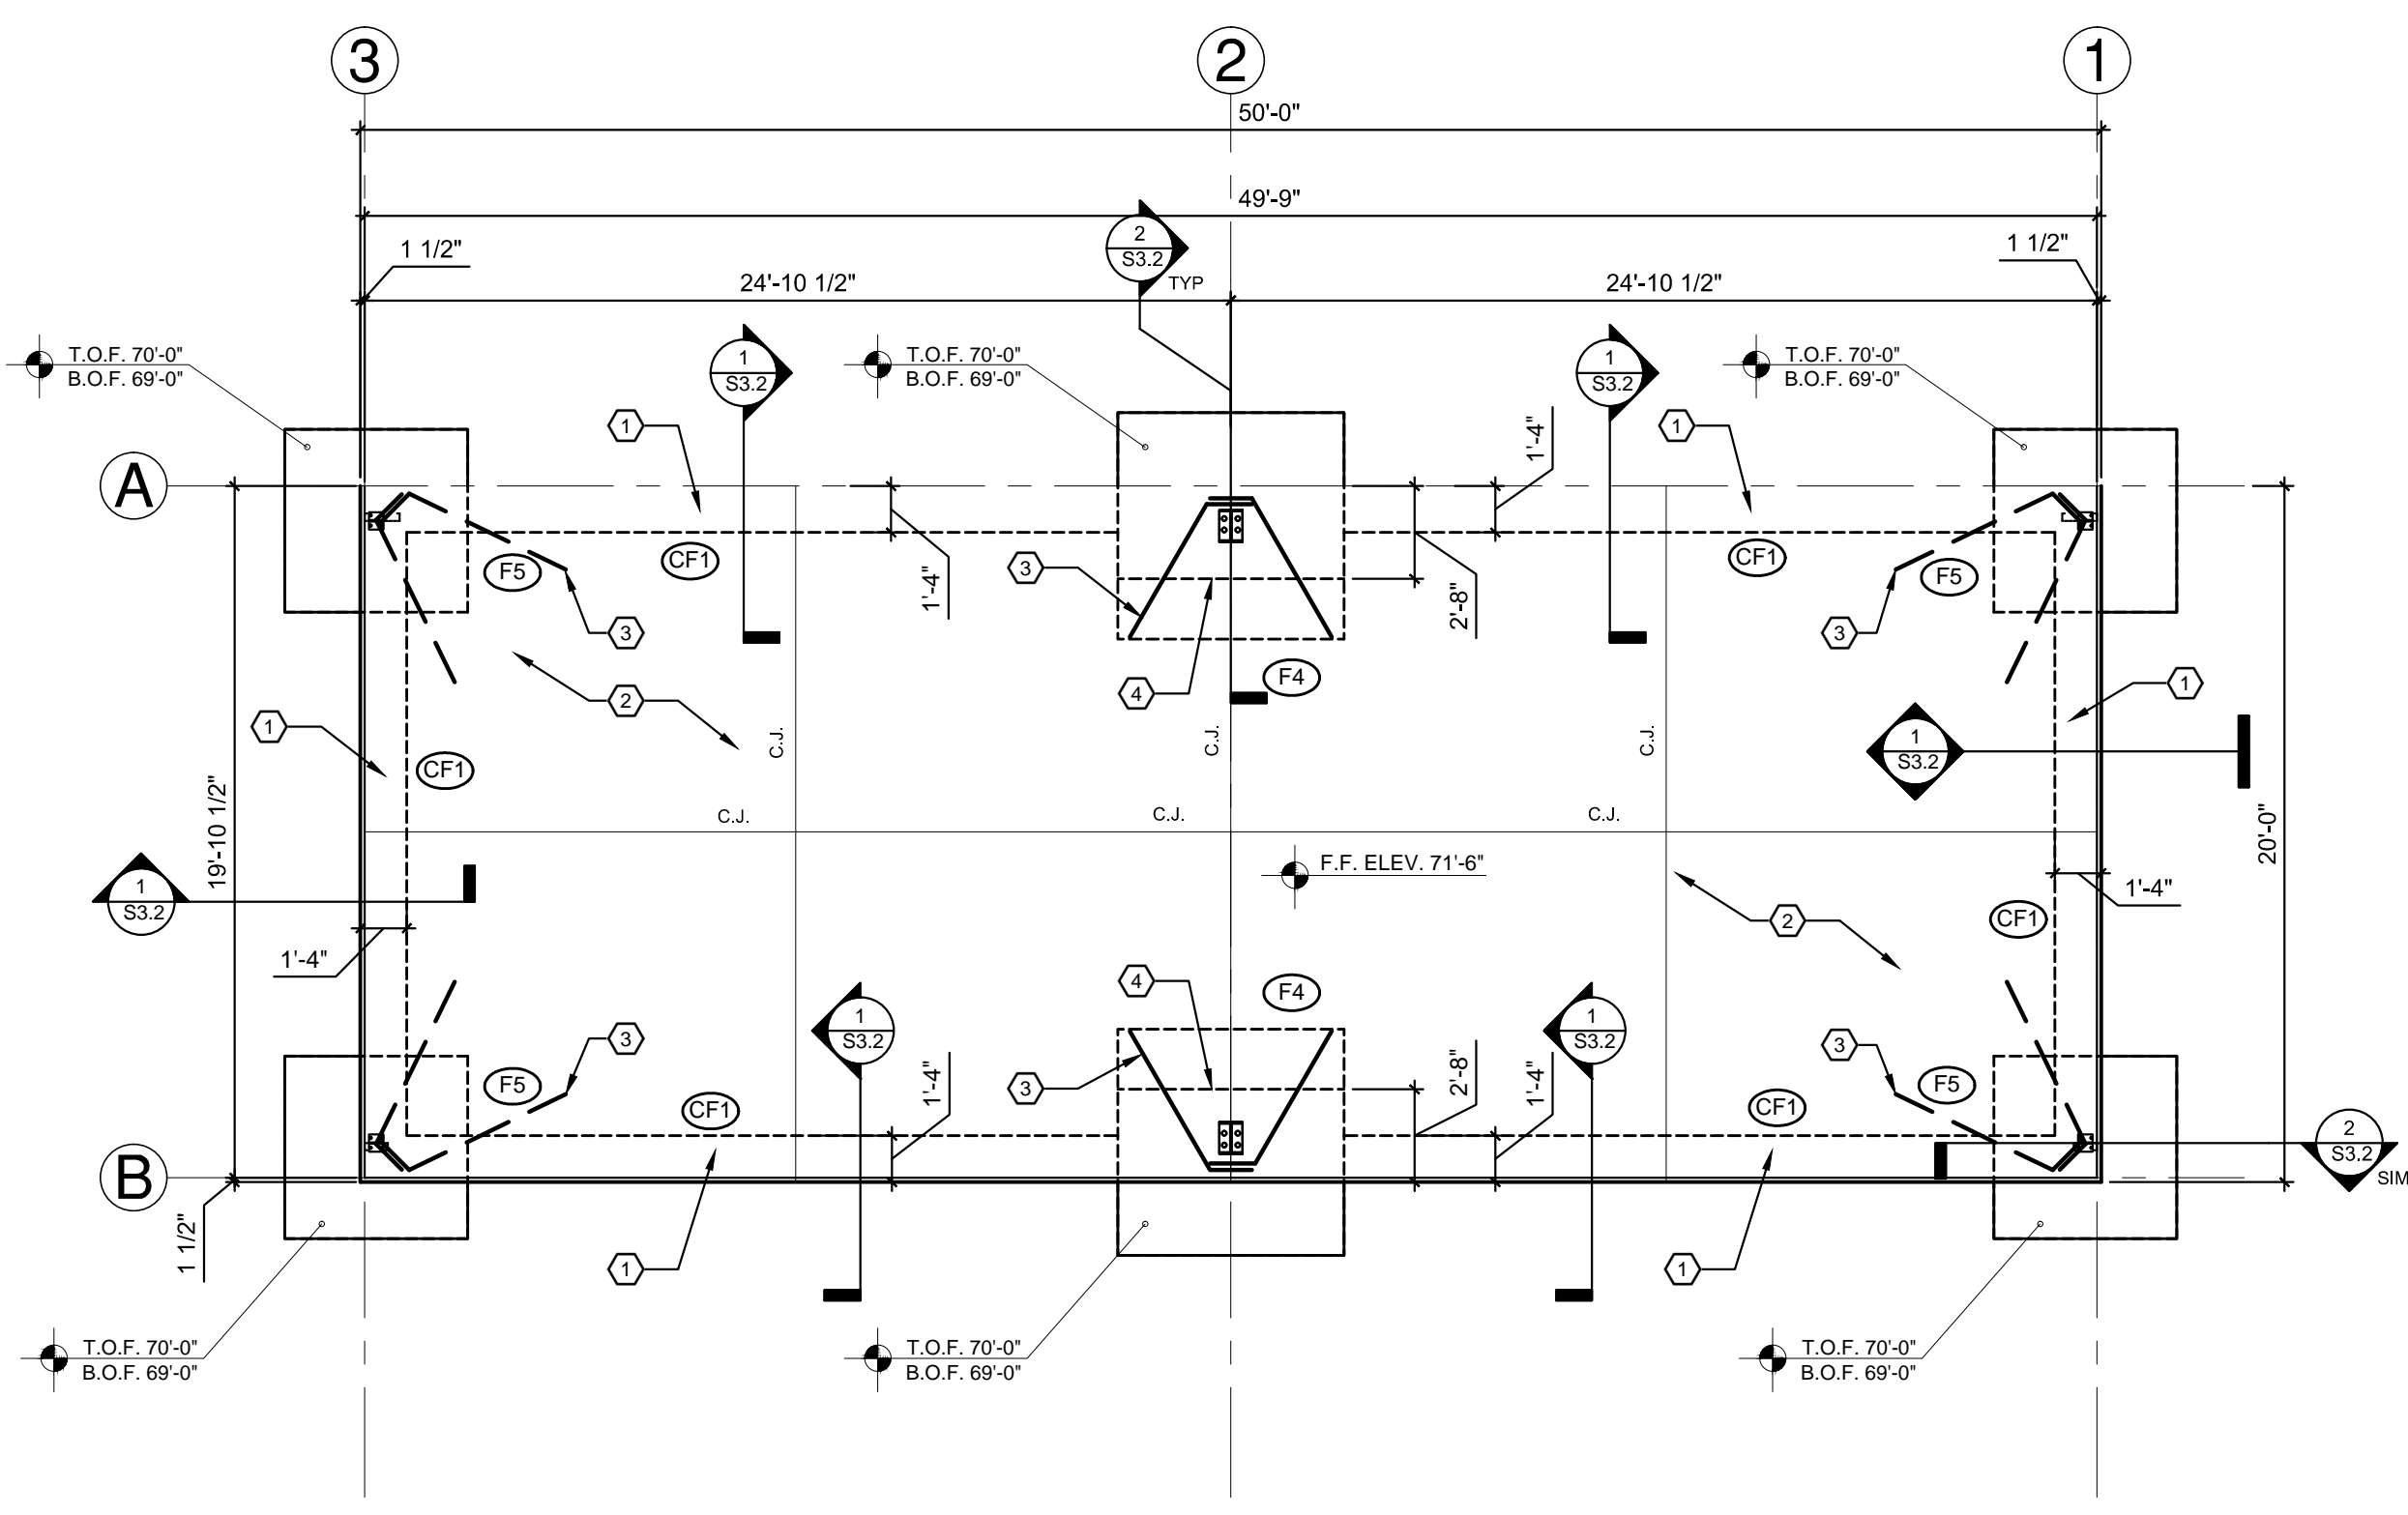 3
2
1
50'-0"
49'-9"
1 1/2"
2
S3.2
TYP
1 1/2"
24'-10 1/2"
24'-10 1/2"
T.O.F. 70'-0"
B.O.F. 69'-0"
1
S3.2
T.O.F. 70'-0"
B.O.F. 69'-0"
1
S3.2
T.O.F. 70'-0"
B.O.F. 69'-0"
1
1'-4"
1
A
F5
CF1
1'-4"
3
2'-8"
CF1
F5
3
3
2
4
F4
1
1
C.J.
C.J.
C.J.
1
S3.2
CF1
19'-10 1/2"
C.J.
C.J.
C.J.
20'-0"
F.F. ELEV. 71'-6"
1
S3.2
1'-4"
2
CF1
1'-4"
4
F4
1
S3.2
1
S3.2
3
3
F5
CF1
1'-4"
3
2'-8"
1'-4"
CF1
F5
2
S3.2
SIM
B
1 1/2"
1
1
T.O.F. 70'-0"
B.O.F. 69'-0"
T.O.F. 70'-0"
B.O.F. 69'-0"
T.O.F. 70'-0"
B.O.F. 69'-0"